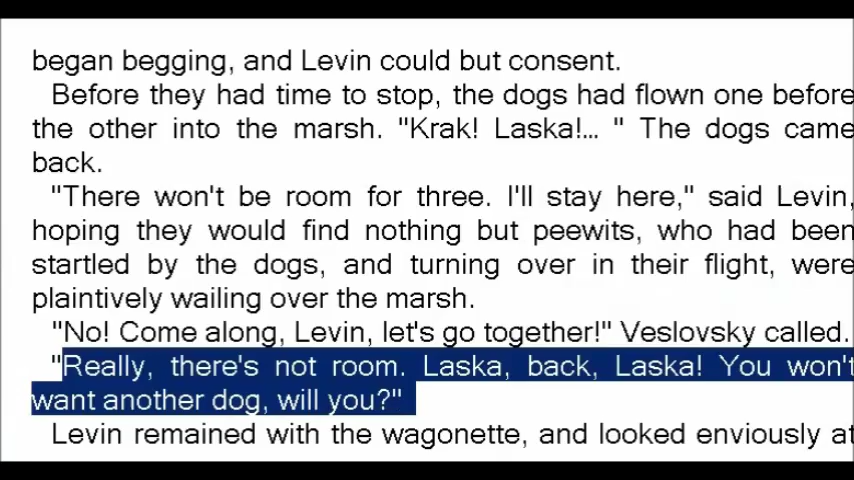 began begging, and Levin could but consent.
Before they had time to stop, the dogs had flown one before
the other into the marsh. "Krak! Laska!... " The dogs came
back.
"There won't be room for three. I'll stay here," said Levin,
hoping they would find nothing but peewits, who had been
startled by the dogs, and turning over in their flight, were
plaintively wailing over the marsh.
"No! Come along, Levin, let's go together!" Veslovsky called.
"Really, there's not room. Laska, back, Laska! You won't
want another dog, will you?"
Levin remained with the wagonette, and looked enviously at